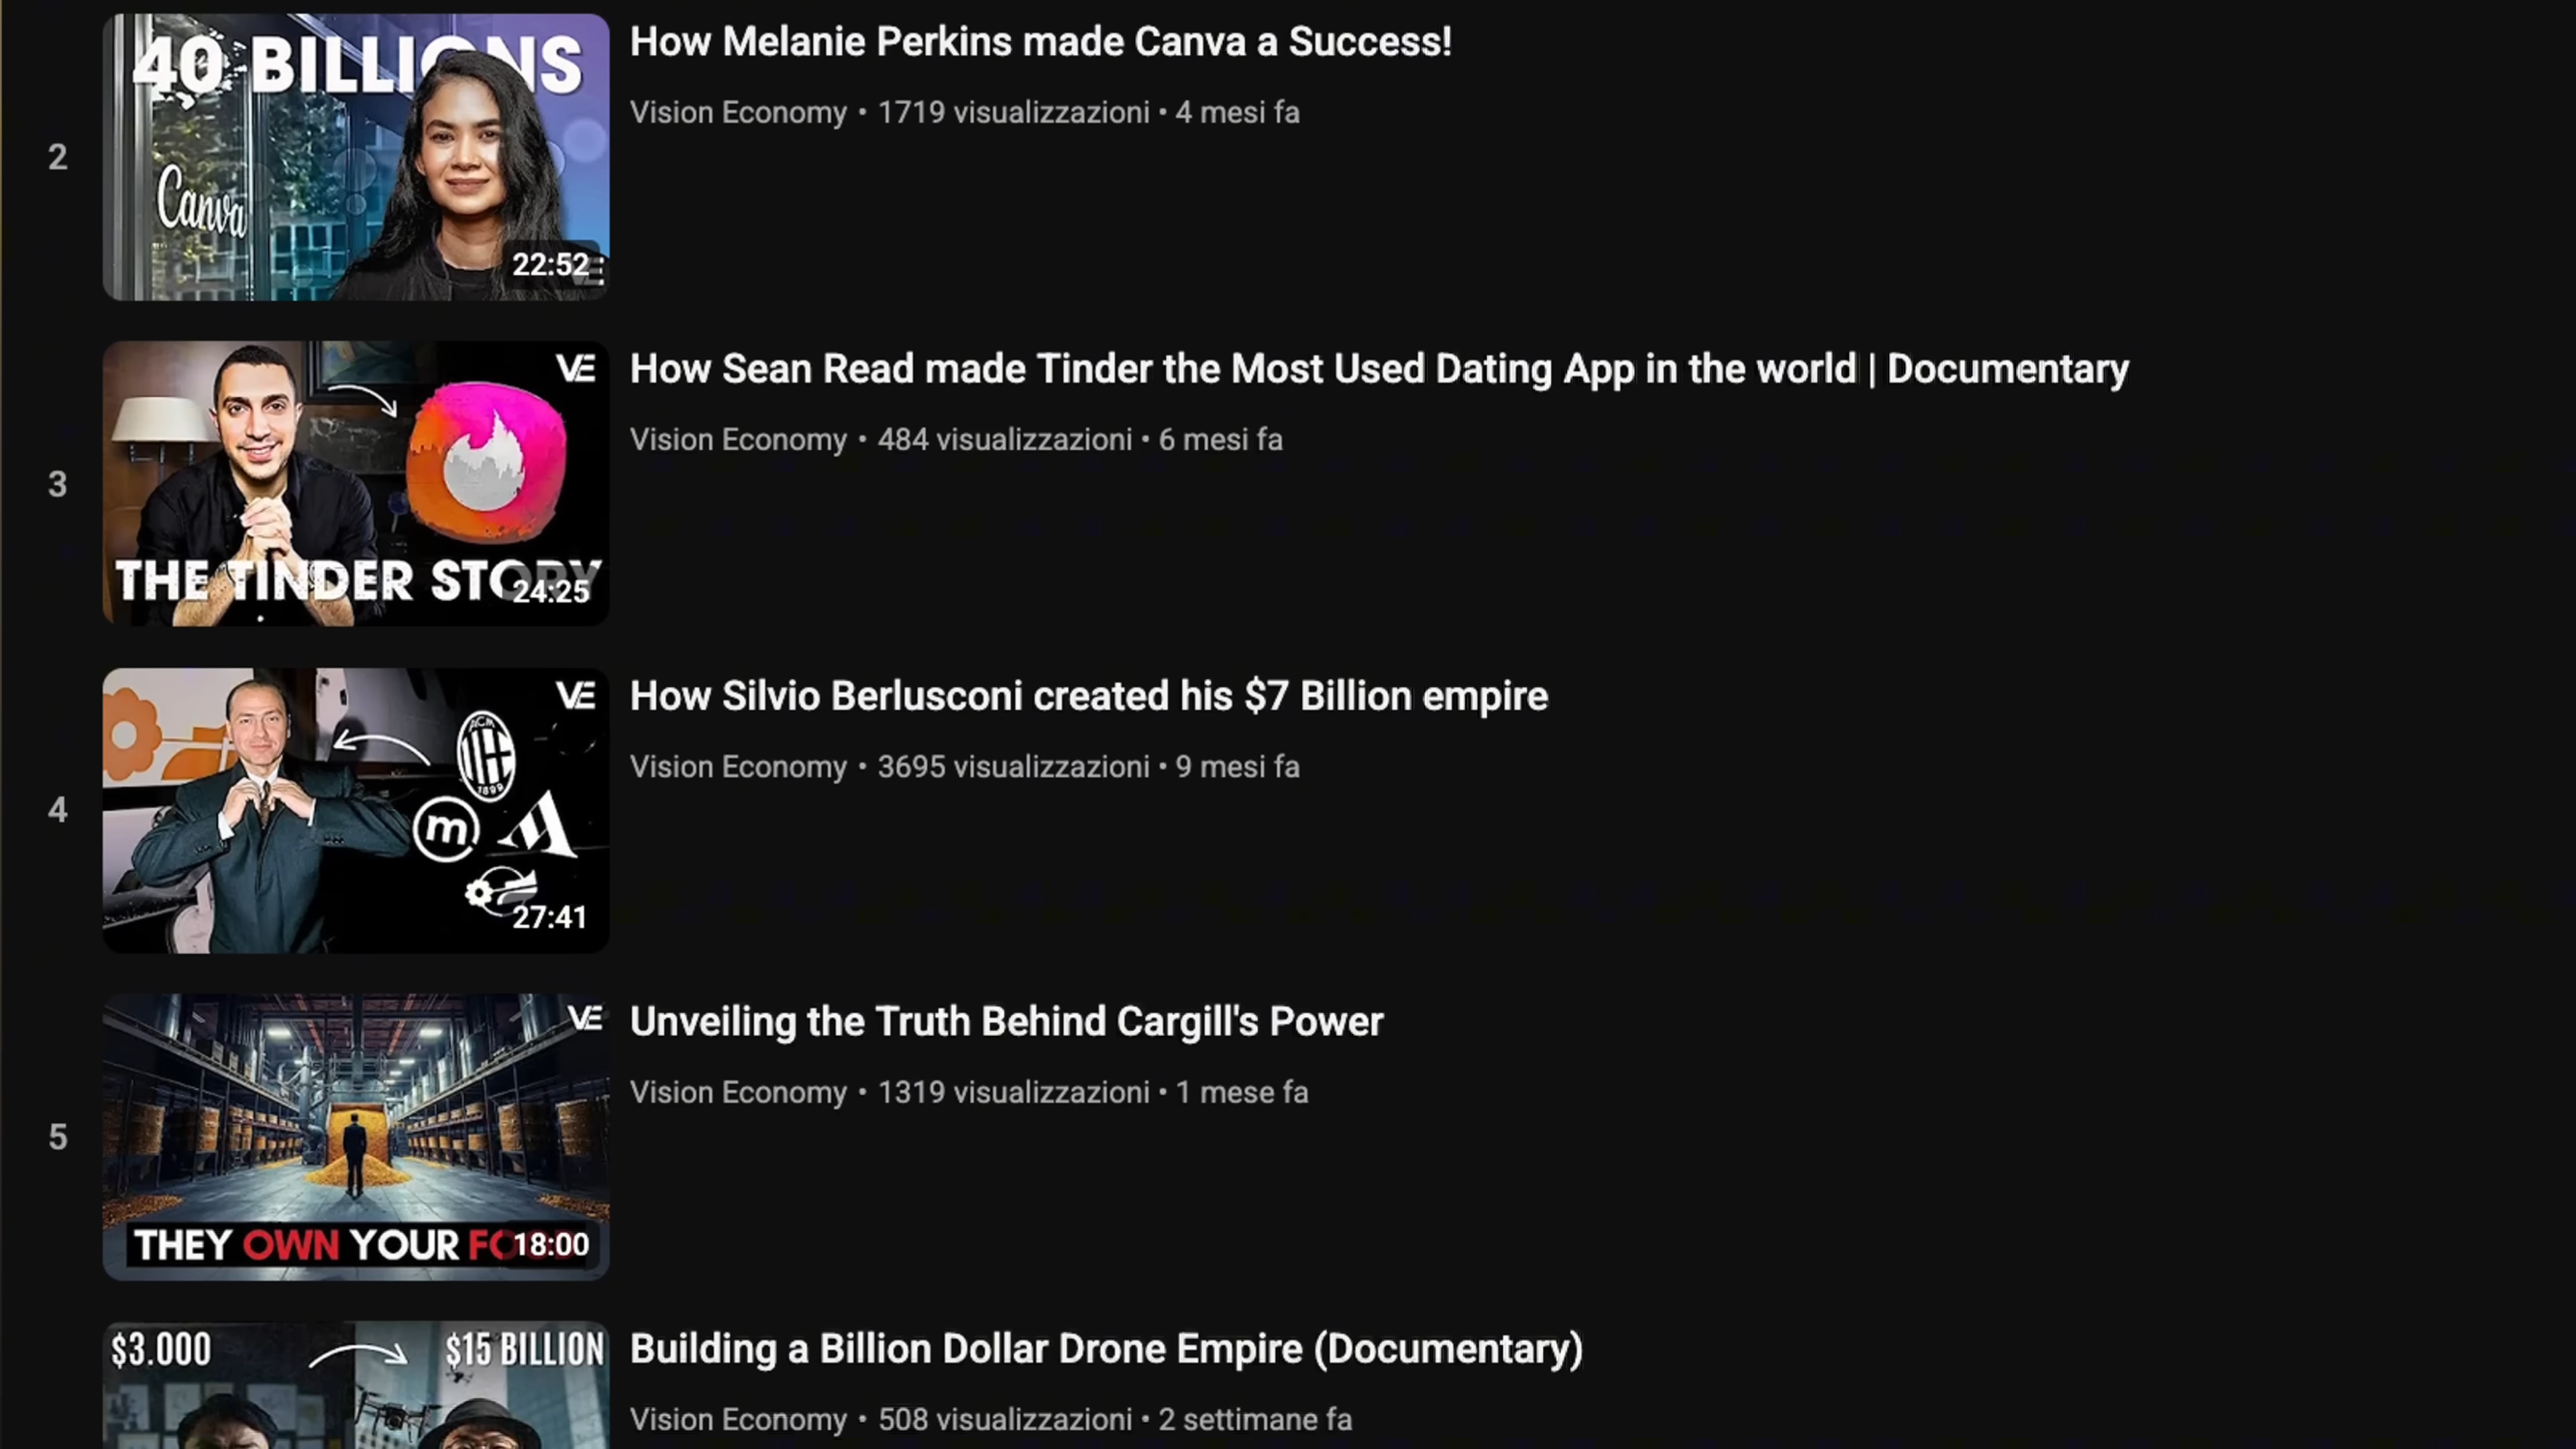 2
40 BILLIONS
Canva
22:52
How Melanie Perkins made Canva a Success!
Vision Economy • 1719 visualizzazioni • 4 mesi fa
3
VE
THE TINDER STORY
24:25
How Sean Read made Tinder the Most Used Dating App in the world | Documentary
Vision Economy • 484 visualizzazioni • 6 mesi fa
4
VE
ACM
1899
m
M
27:41
How Silvio Berlusconi created his $7 Billion empire
Vision Economy • 3695 visualizzazioni • 9 mesi fa
5
VE
THEY OWN YOUR FOOD
18:00
Unveiling the Truth Behind Cargill's Power
Vision Economy • 1319 visualizzazioni • 1 mese fa
$3.000
$15 BILLION
Building a Billion Dollar Drone Empire (Documentary)
Vision Economy • 508 visualizzazioni • 2 settimane fa